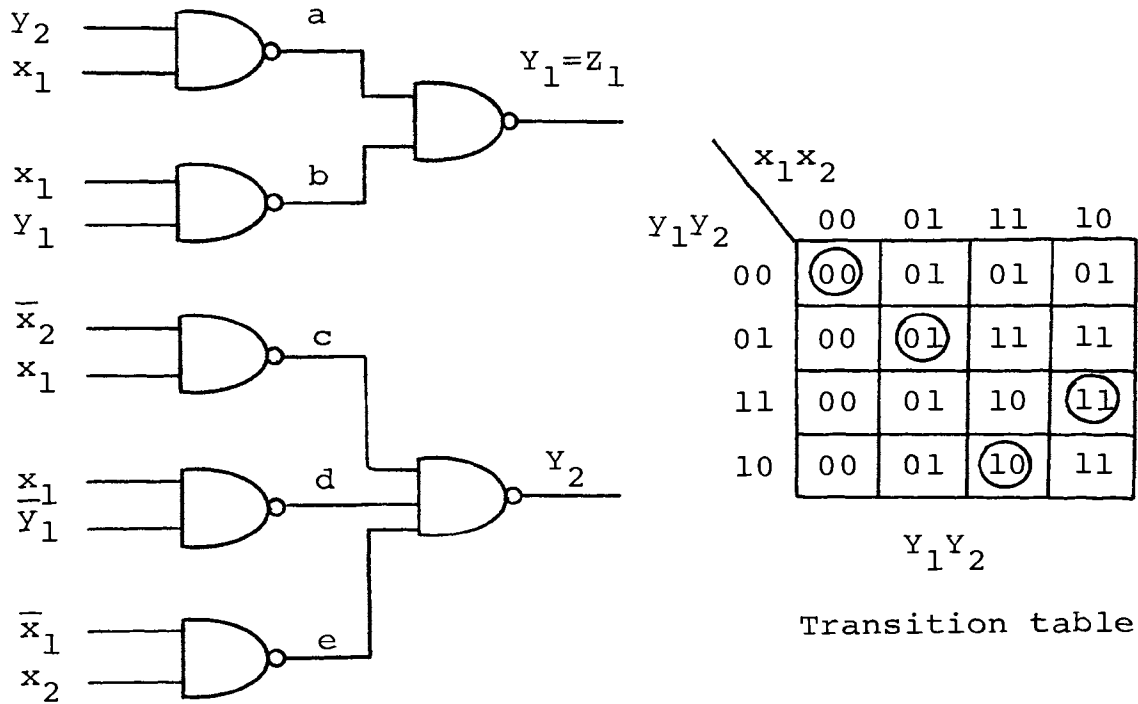 y₂
x₁
a
Y₁=Z₁
x₁
y₁
b
x̄₂
x₁
c
x₁
ȳ₁
d
Y₂
x̄₁
x₂
e
x₁x₂
y₁y₂
00 01 11 10
00 00 01 01 01
01 00 01 11 11
11 00 01 10 11
10 00 01 10 11
Y₁Y₂
Transition table